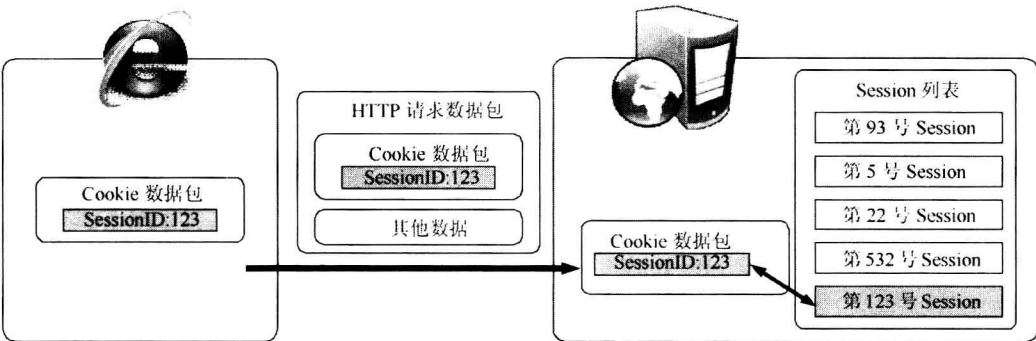 Cookie 数据包
SessionID:123
HTTP 请求数据包
Cookie 数据包
SessionID:123
其他数据
Cookie 数据包
SessionID:123
Session 列表
第 93 号 Session
第 5 号 Session
第 22 号 Session
第 532 号 Session
第 123 号 Session